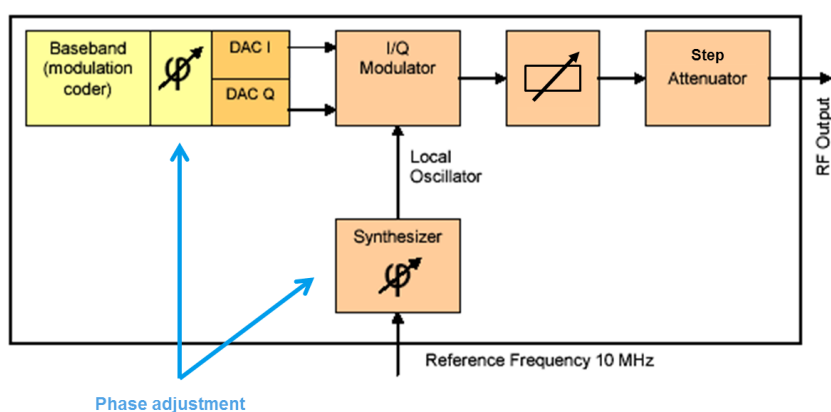 Baseband
(modulation
coder)
φ
DAC I
DAC Q
I/Q
Modulator
Step
Attenuator
RF Output
Local
Oscillator
Synthesizer
φ
Reference Frequency 10 MHz
Phase adjustment